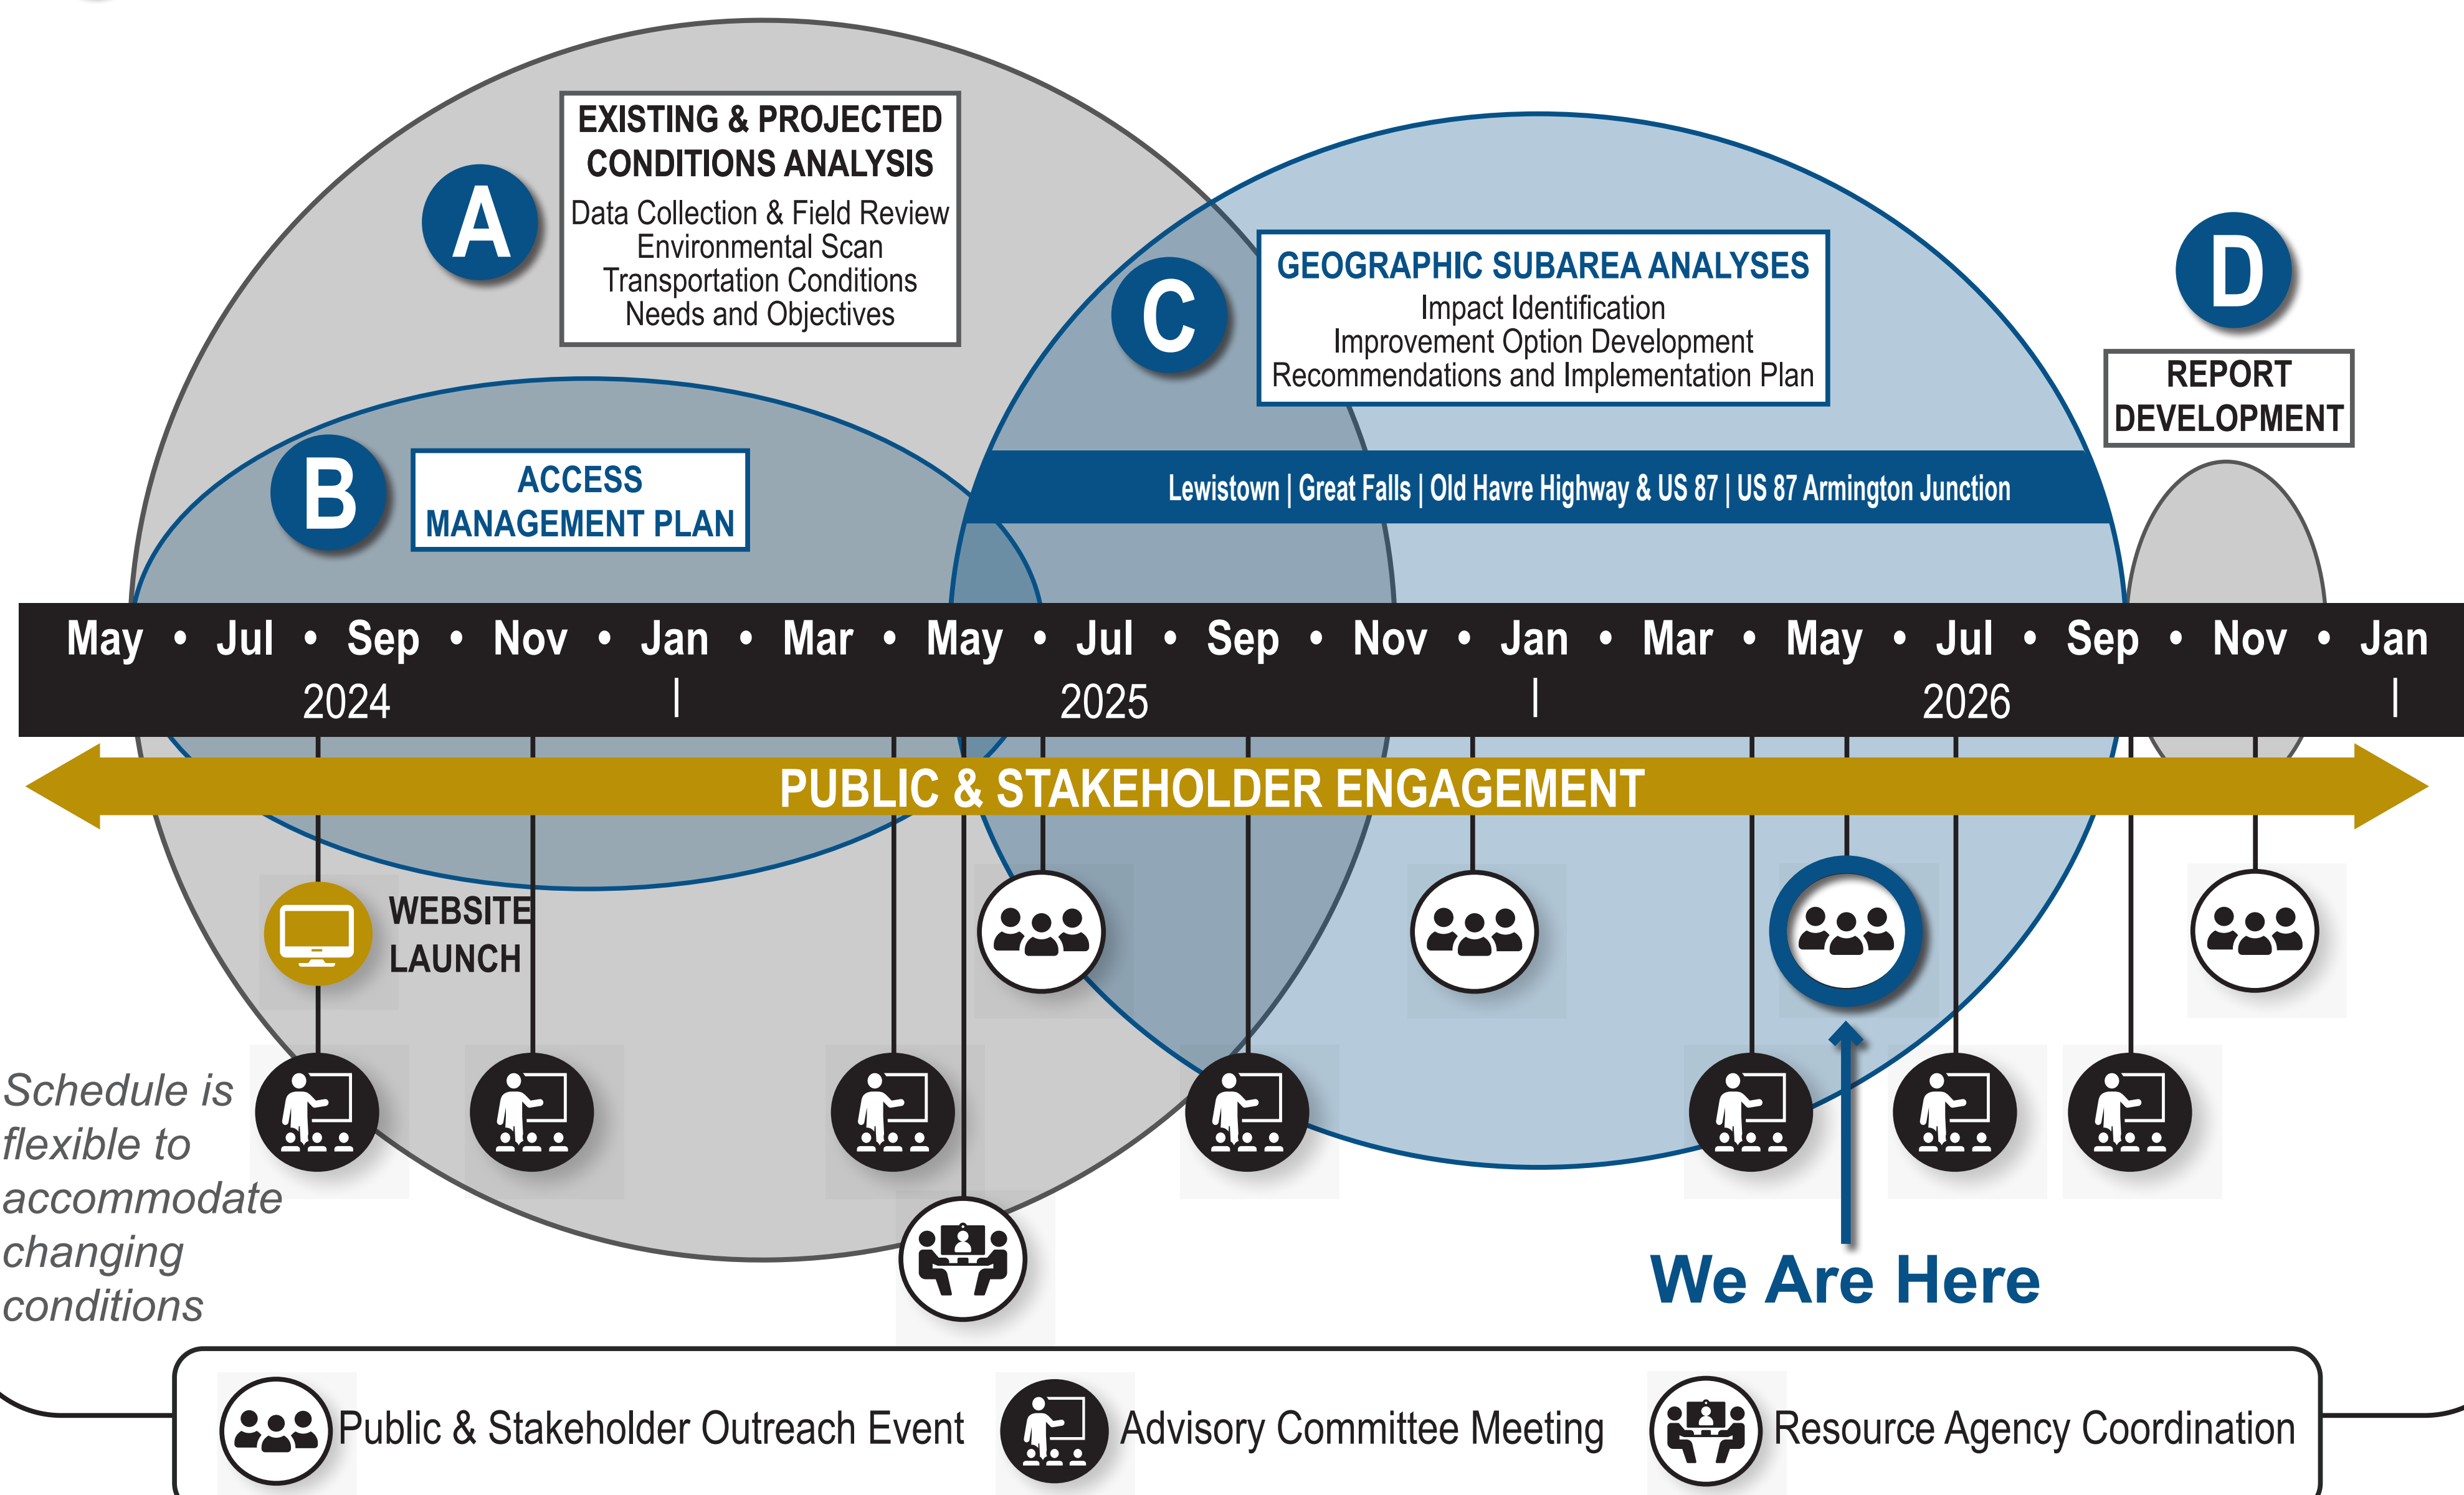 A
EXISTING & PROJECTED
CONDITIONS ANALYSIS
Data Collection & Field Review
Environmental Scan
Transportation Conditions
Needs and Objectives
B
ACCESS
MANAGEMENT PLAN
C
GEOGRAPHIC SUBAREA ANALYSES
Impact Identification
Improvement Option Development
Recommendations and Implementation Plan
Lewistown | Great Falls | Old Havre Highway & US 87 | US 87 Armington Junction
D
REPORT
DEVELOPMENT
May • Jul • Sep • Nov • Jan • Mar • May • Jul • Sep • Nov • Jan • Mar • May • Jul • Sep • Nov • Jan
2024 | 2025 | 2026 |
PUBLIC & STAKEHOLDER ENGAGEMENT
WEBSITE
LAUNCH
Schedule is
flexible to
accommodate
changing
conditions
We Are Here
Public & Stakeholder Outreach Event
Advisory Committee Meeting
Resource Agency Coordination